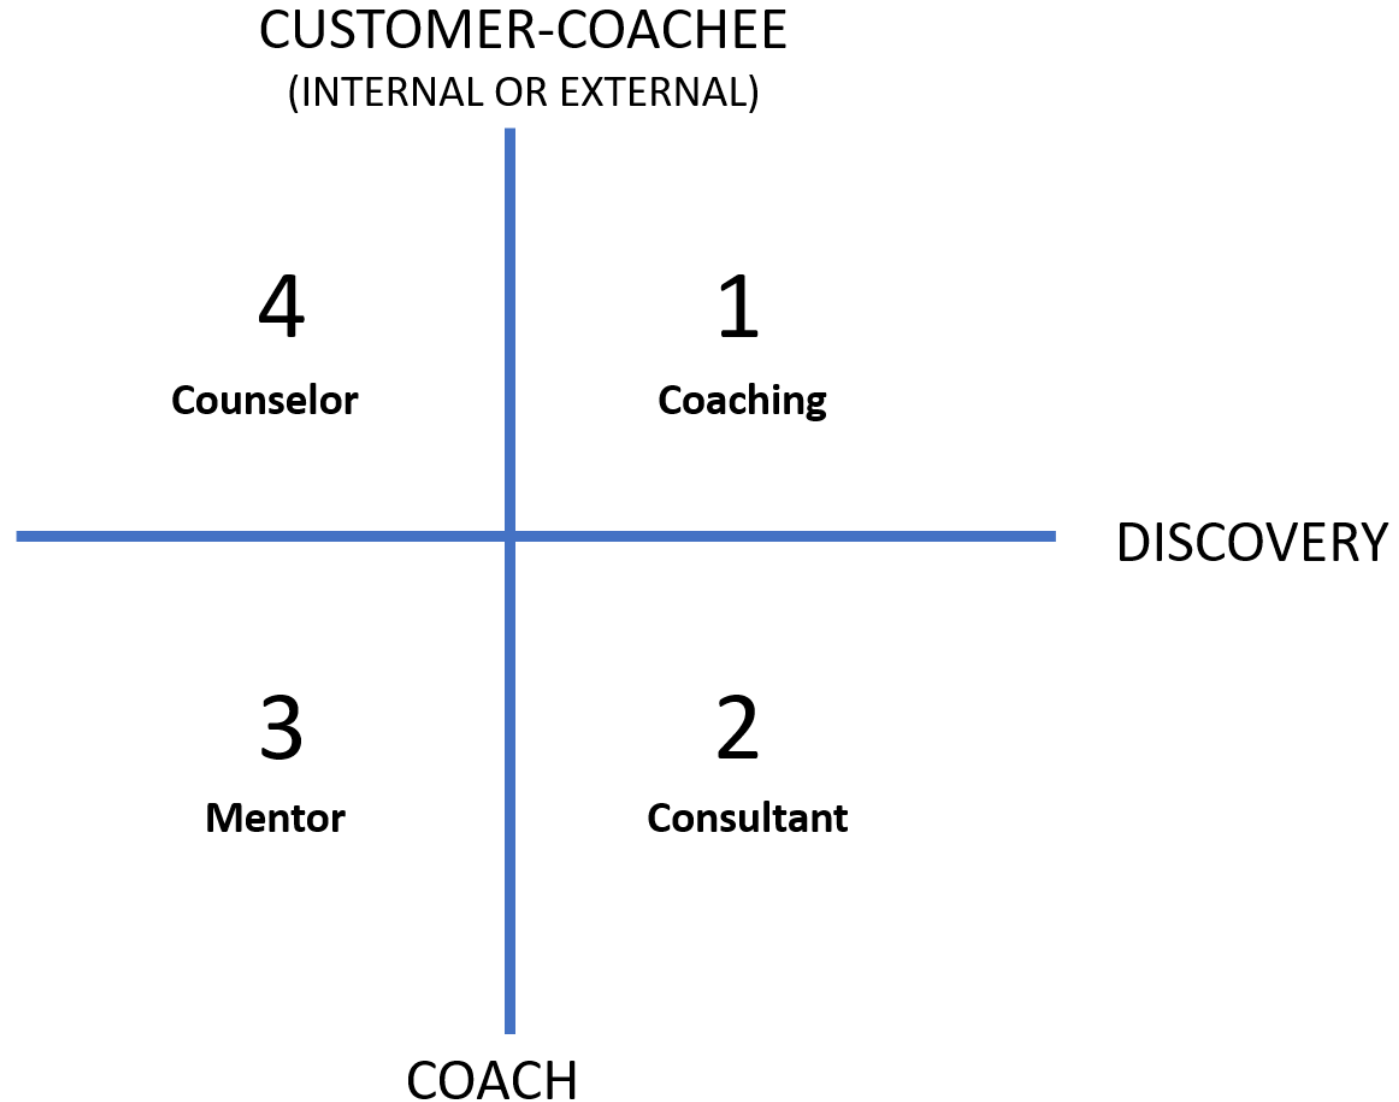 CUSTOMER-COACHEE
(INTERNAL OR EXTERNAL)
4
Counselor
1
Coaching
DISCOVERY
3
Mentor
2
Consultant
COACH